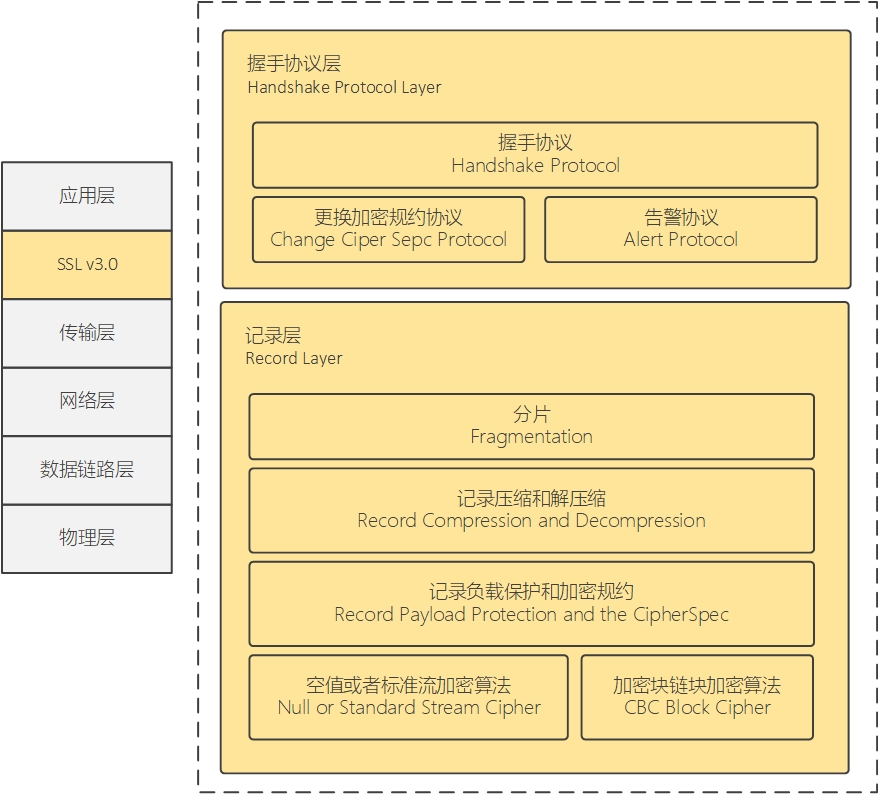 应用层
SSL v3.0
传输层
网络层
数据链路层
物理层
握手协议层
Handshake Protocol Layer
握手协议
Handshake Protocol
更换加密规约协议
Change Ciper Sepc Protocol
告警协议
Alert Protocol
记录层
Record Layer
分片
Fragmentation
记录压缩和解压缩
Record Compression and Decompression
记录负载保护和加密规约
Record Payload Protection and the CipherSpec
空值或者标准流加密算法
Null or Standard Stream Cipher
加密块链块加密算法
CBC Block Cipher